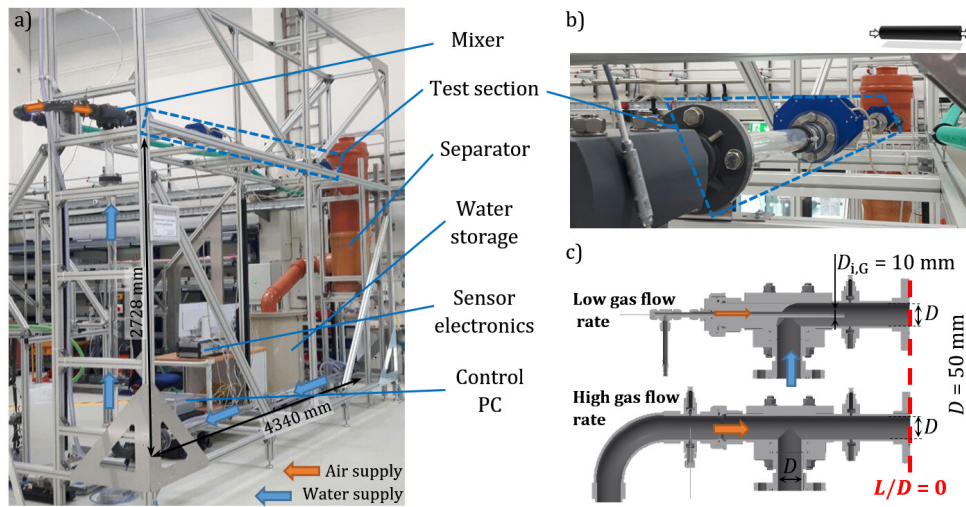 a)
Mixer
Test section
Separator
Water
storage
Sensor
electronics
Control
PC
2728 mm
4340 mm
Air supply
Water supply
b)
c)
D_i,G = 10 mm
Low gas flow
rate
D
High gas flow
rate
D
D
D = 50 mm
L/D = 0